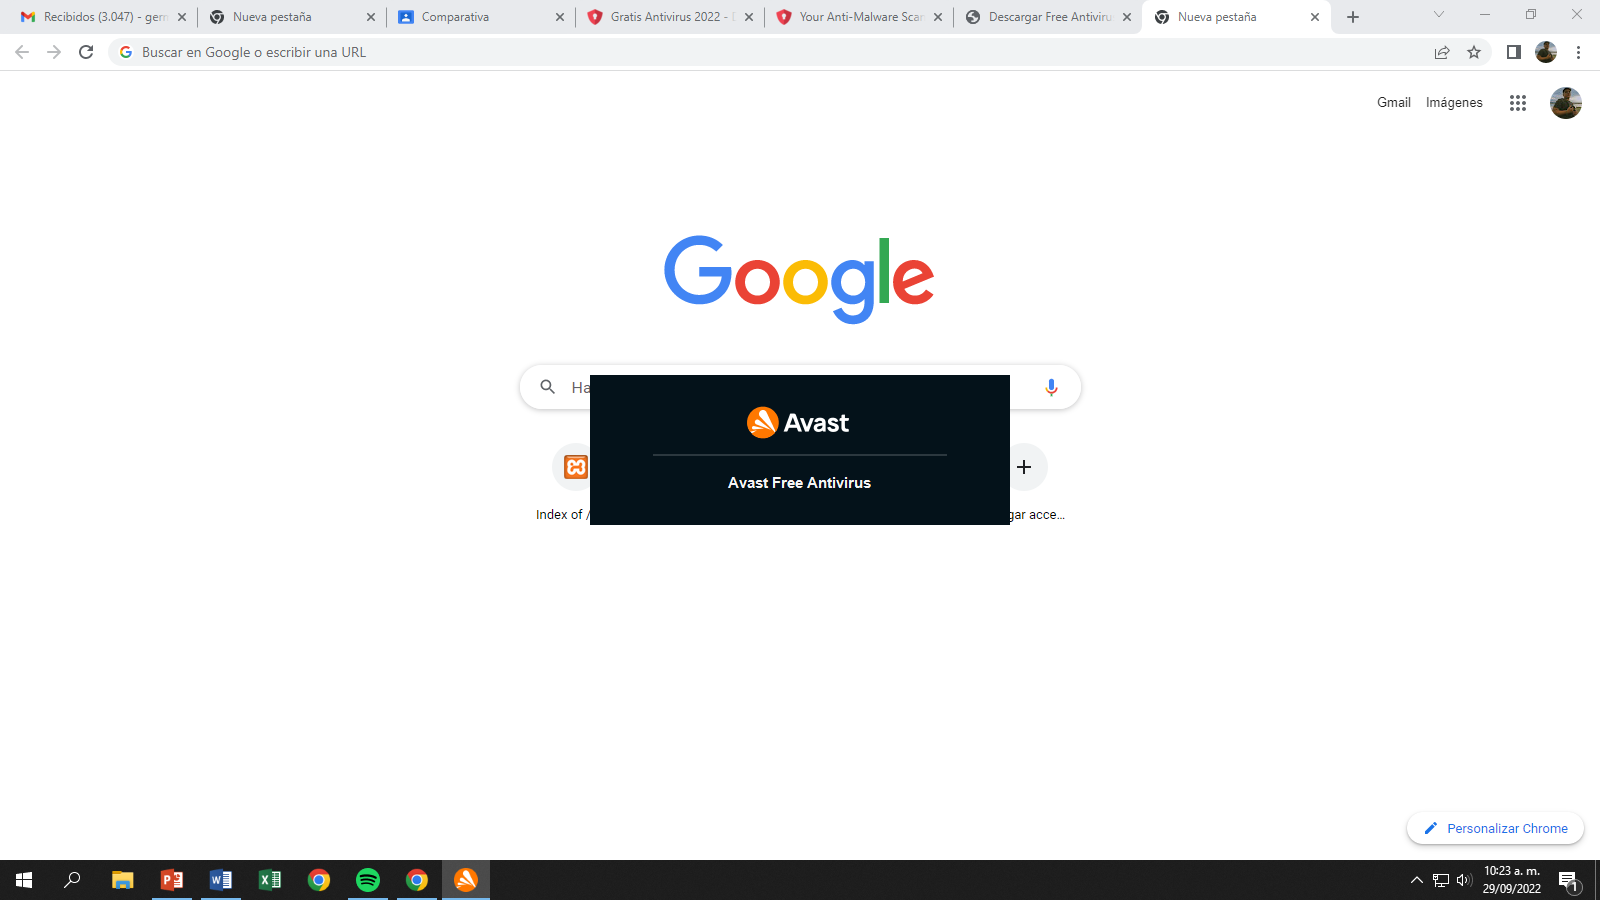 Recibidos (3.047) - gem
Nueva pestaña
Comparativa
Gratis Antivirus 2022 -
Your Anti-Malware Scan
Descargar Free Antivirus
Nueva pestaña
Buscar en Google o escribir una URL
Gmail
Imágenes
Google
Ha
Avast
Avast Free Antivirus
Index of /
gar acce...
Personalizar Chrome
10:23 a. m.
29/09/2022
1